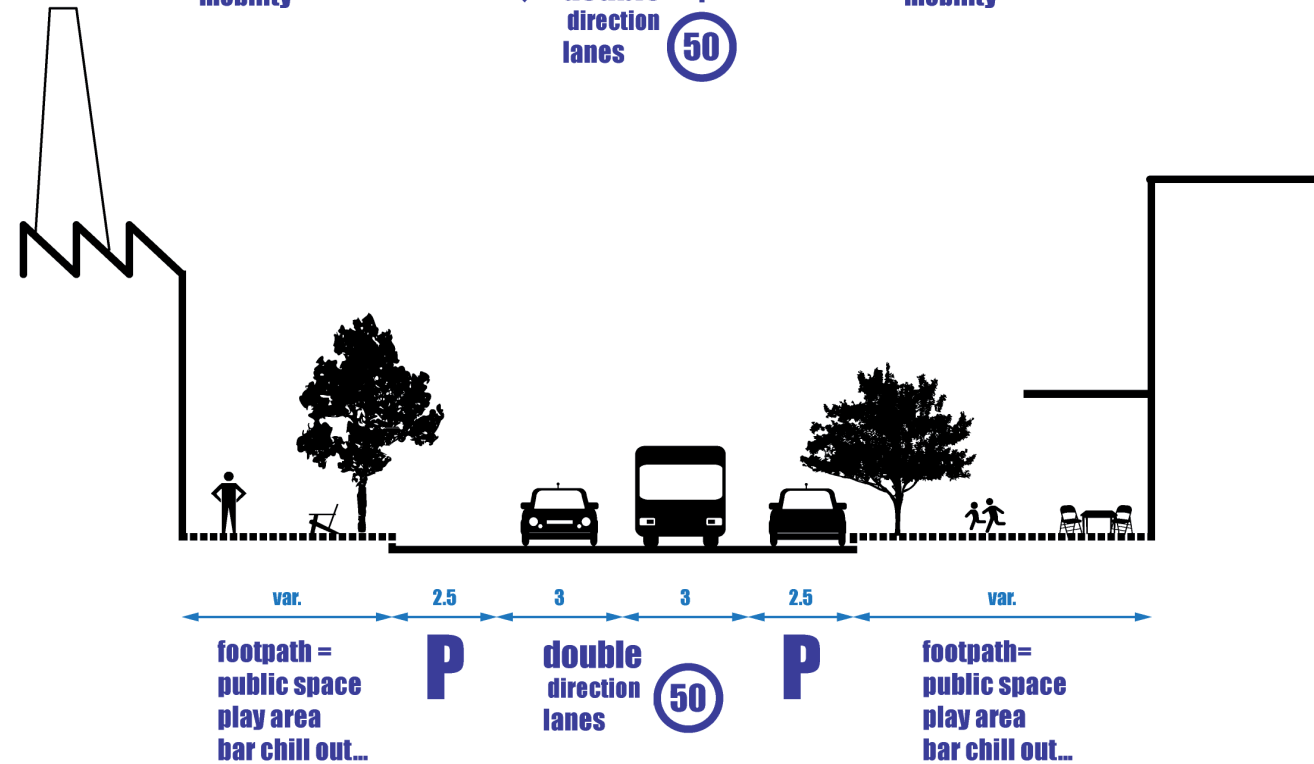 mobility
mobility
direction
lanes
50
var.
2.5
3
3
2.5
var.
footpath =
public space
play area
bar chill out...
P
double
direction
lanes
50
P
footpath=
public space
play area
bar chill out...